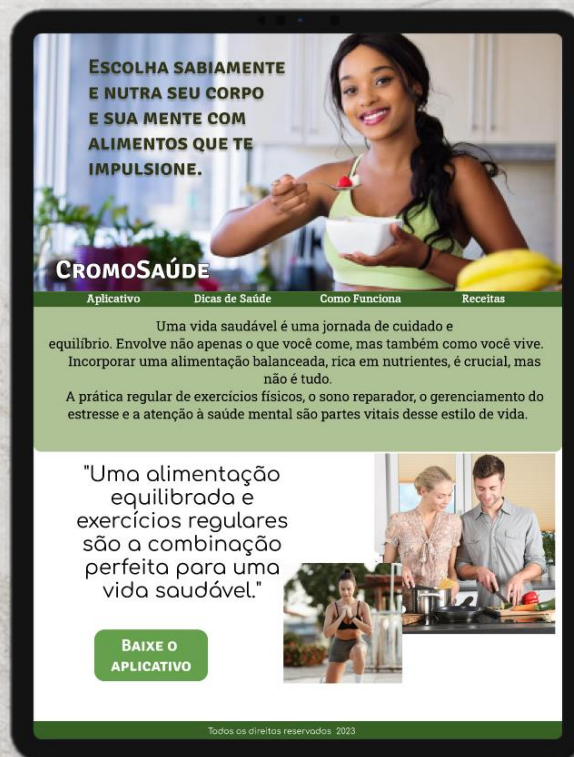 ESCOLHA SABIAMENTE
E NUTRA SEU CORPO
E SUA MENTE COM
ALIMENTOS QUE TE
IMPULSIONE.
CROMOSAÚDE
Aplicativo Dicas de Saúde Como Funciona Receitas
Uma vida saudável é uma jornada de cuidado e
equilíbrio. Envolve não apenas o que você come, mas também como você vive.
Incorporar uma alimentação balanceada, rica em nutrientes, é crucial, mas
não é tudo.
A prática regular de exercícios físicos, o sono reparador, o gerenciamento do
estresse e a atenção à saúde mental são partes vitais desse estilo de vida.
"Uma alimentação
equilibrada e
exercícios regulares
são a combinação
perfeita para uma
vida saudável."
BAIXE O
APLICATIVO
Todos os direitos reservados 2023